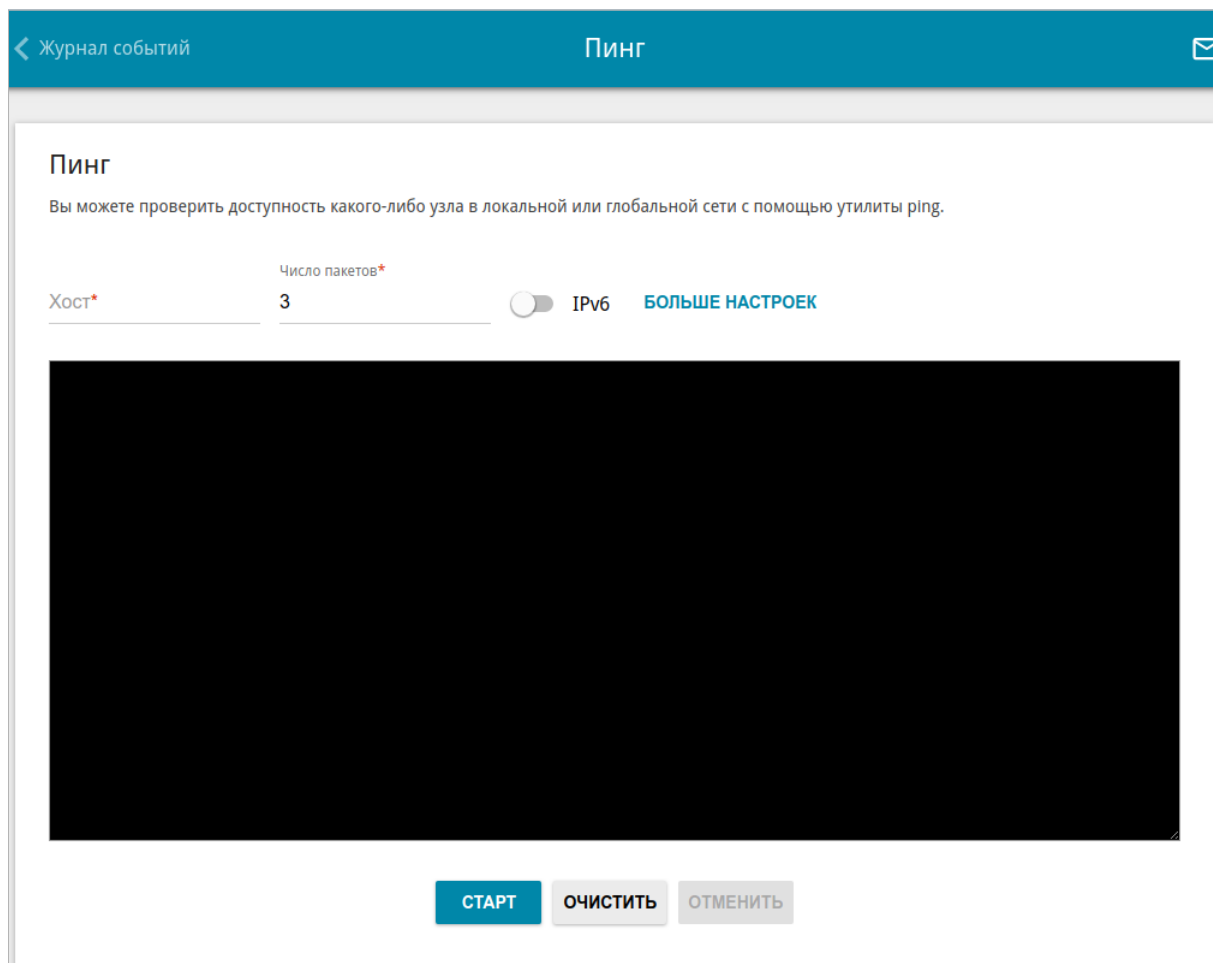 Журнал событий
Пинг
Пинг
Вы можете проверить доступность какого-либо узла в локальной или глобальной сети с помощью утилиты ping.
Число пакетов*
Хост* 3 IPv6 БОЛЬШЕ НАСТРОЕК
СТАРТ ОЧИСТИТЬ ОТМЕНИТЬ